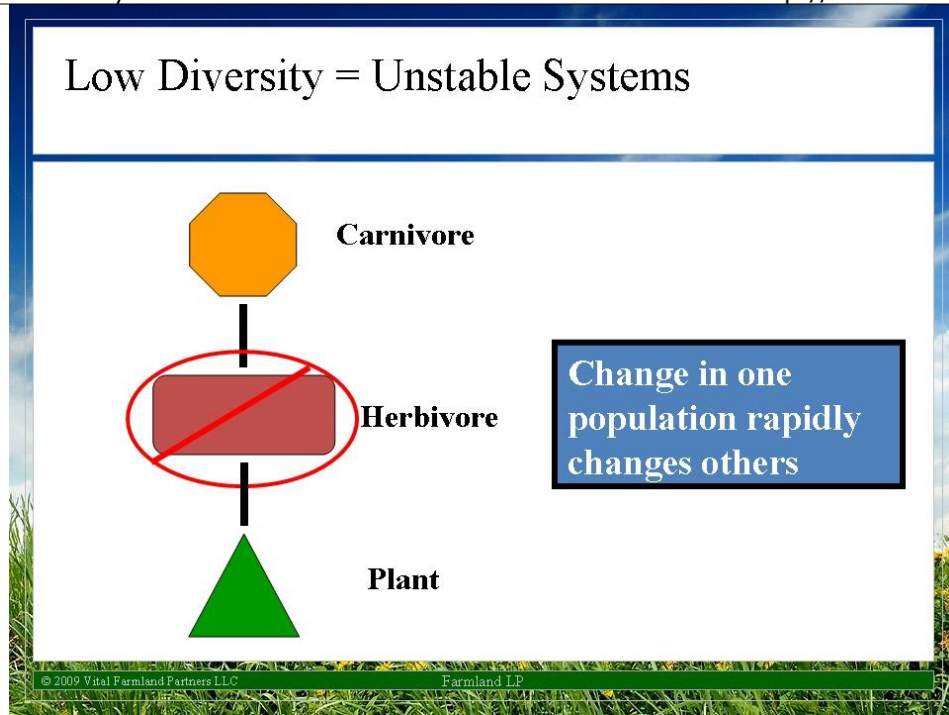 Low Diversity = Unstable Systems
Carnivore
Herbivore
Change in one
population rapidly
changes others
Plant
© 2009 Vital Farmland Partners LLC
Farmland LP